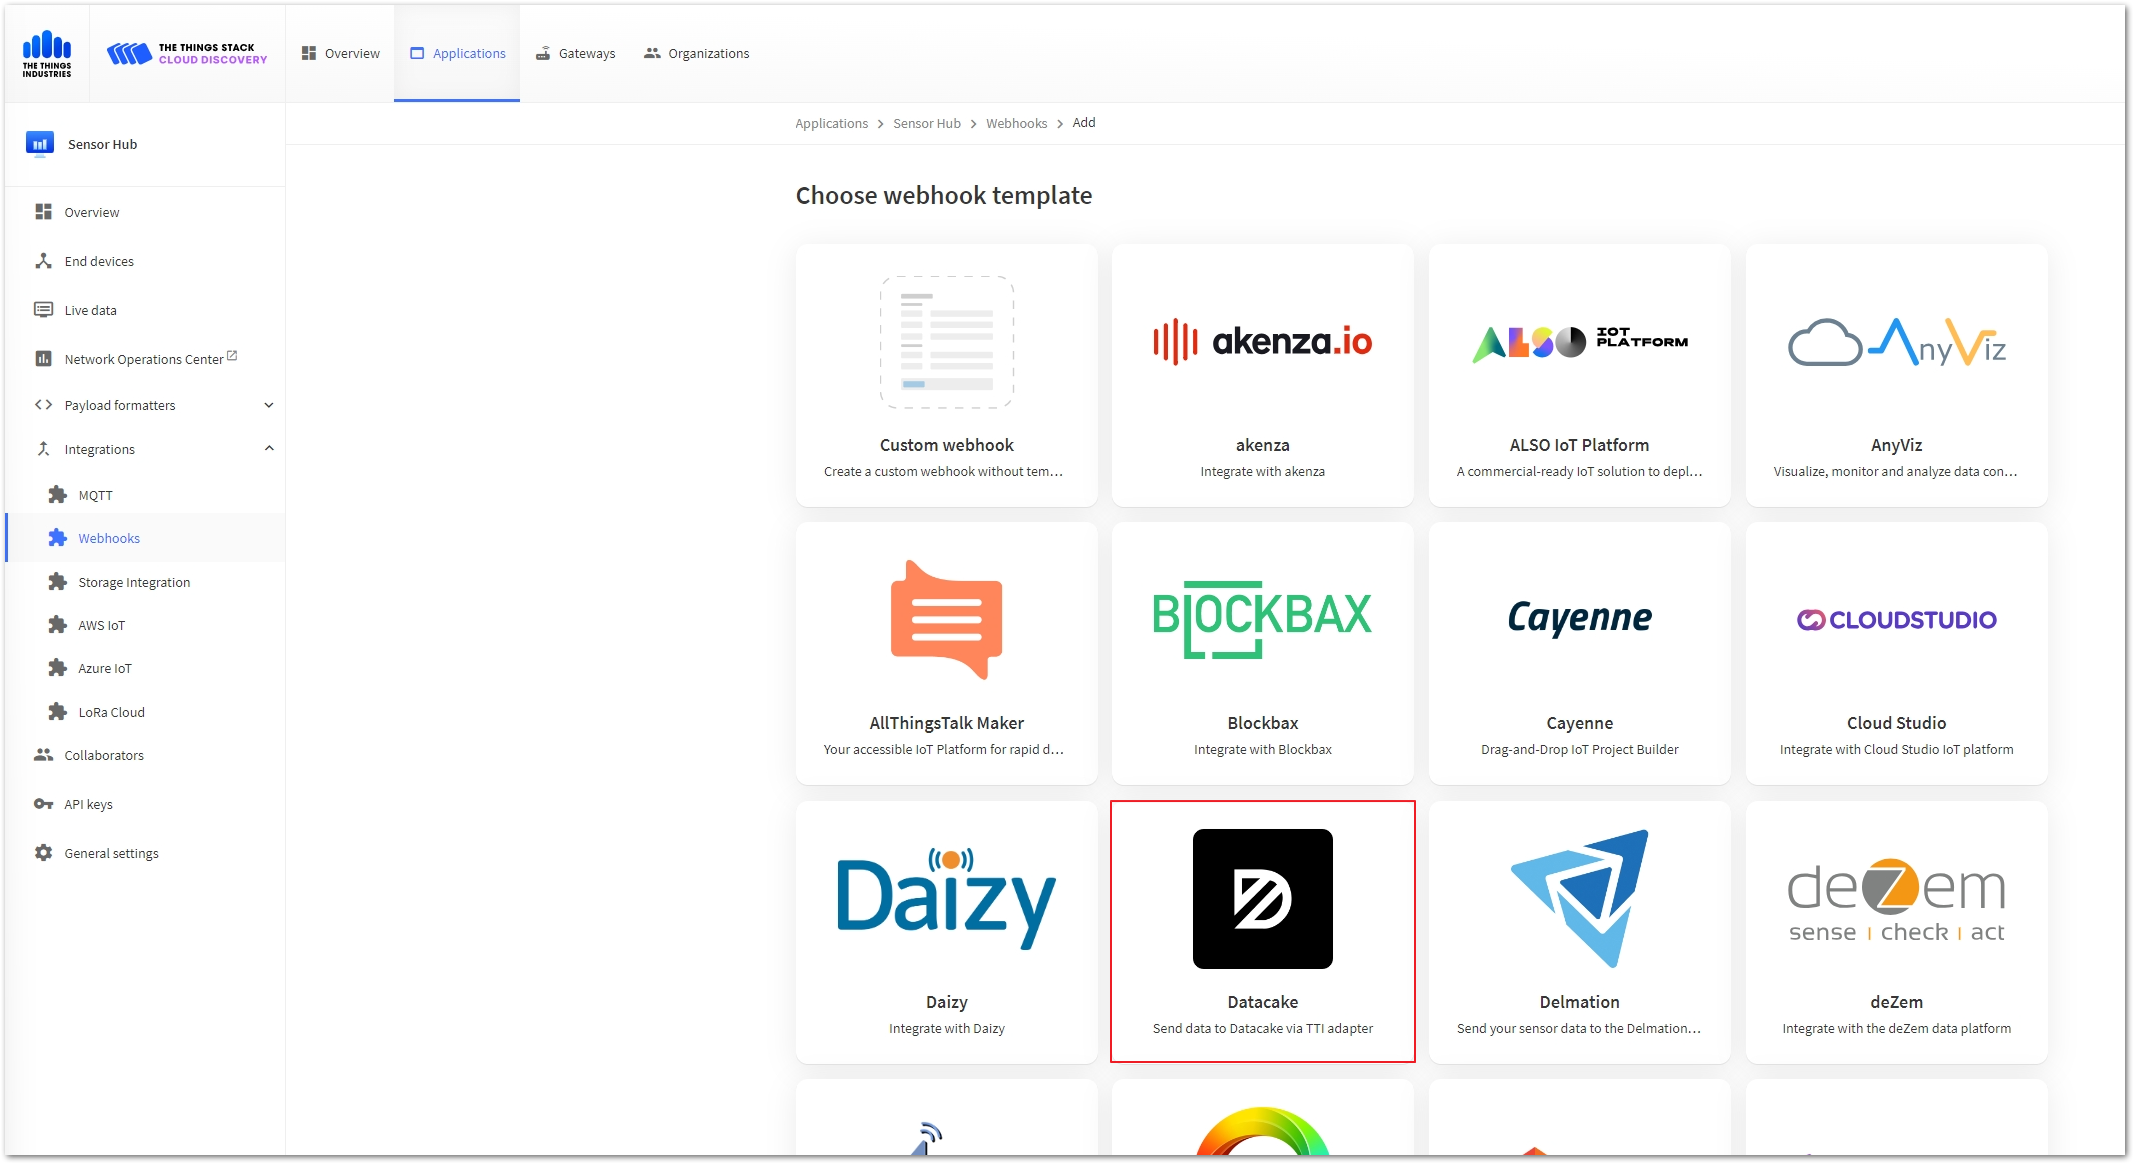 THE THINGS
INDUSTRIES
THE THINGS STACK
CLOUD DISCOVERY
Overview
Applications
Gateways
Organizations
Sensor Hub
Overview
End devices
Live data
Network Operations Center
Payload formatters
Integrations
MQTT
Webhooks
Storage Integration
AWS IoT
Azure IoT
LoRa Cloud
Collaborators
API keys
General settings
Applications > Sensor Hub > Webhooks > Add
Choose webhook template
Custom webhook
Create a custom webhook without tem…
akenza.io
akenza
Integrate with akenza
ALSO IOT
PLATFORM
ALSO IoT Platform
A commercial-ready IoT solution to depl…
AnyViz
AnyViz
Visualize, monitor and analyze data con…
AllThingsTalk Maker
Your accessible IoT Platform for rapid d…
BLOCKBAX
Blockbax
Integrate with Blockbax
Cayenne
Cayenne
Drag-and-Drop IoT Project Builder
CLOUDSTUDIO
Cloud Studio
Integrate with Cloud Studio IoT platform
Daizy
Daizy
Integrate with Daizy
D
Datacake
Send data to Datacake via TTI adapter
Delmation
Send your sensor data to the Delmation…
deZem
sense | check | act
deZem
Integrate with the deZem data platform